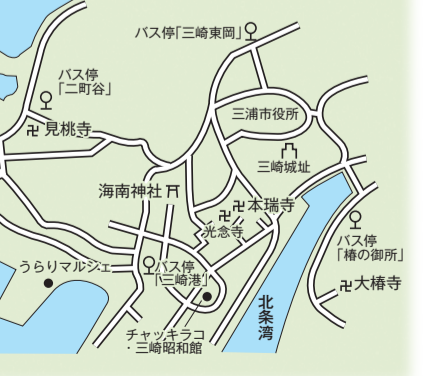 バス停「三崎東岡」
バス停
「二町谷」
見桃寺
三浦市役所
三崎城址
海南神社
本瑞寺
光念寺
バス停
「椿の御所」
うらりマルシェ
バス停
「三崎港」
大椿寺
北条湾
チャッキラコ
・三崎昭和館